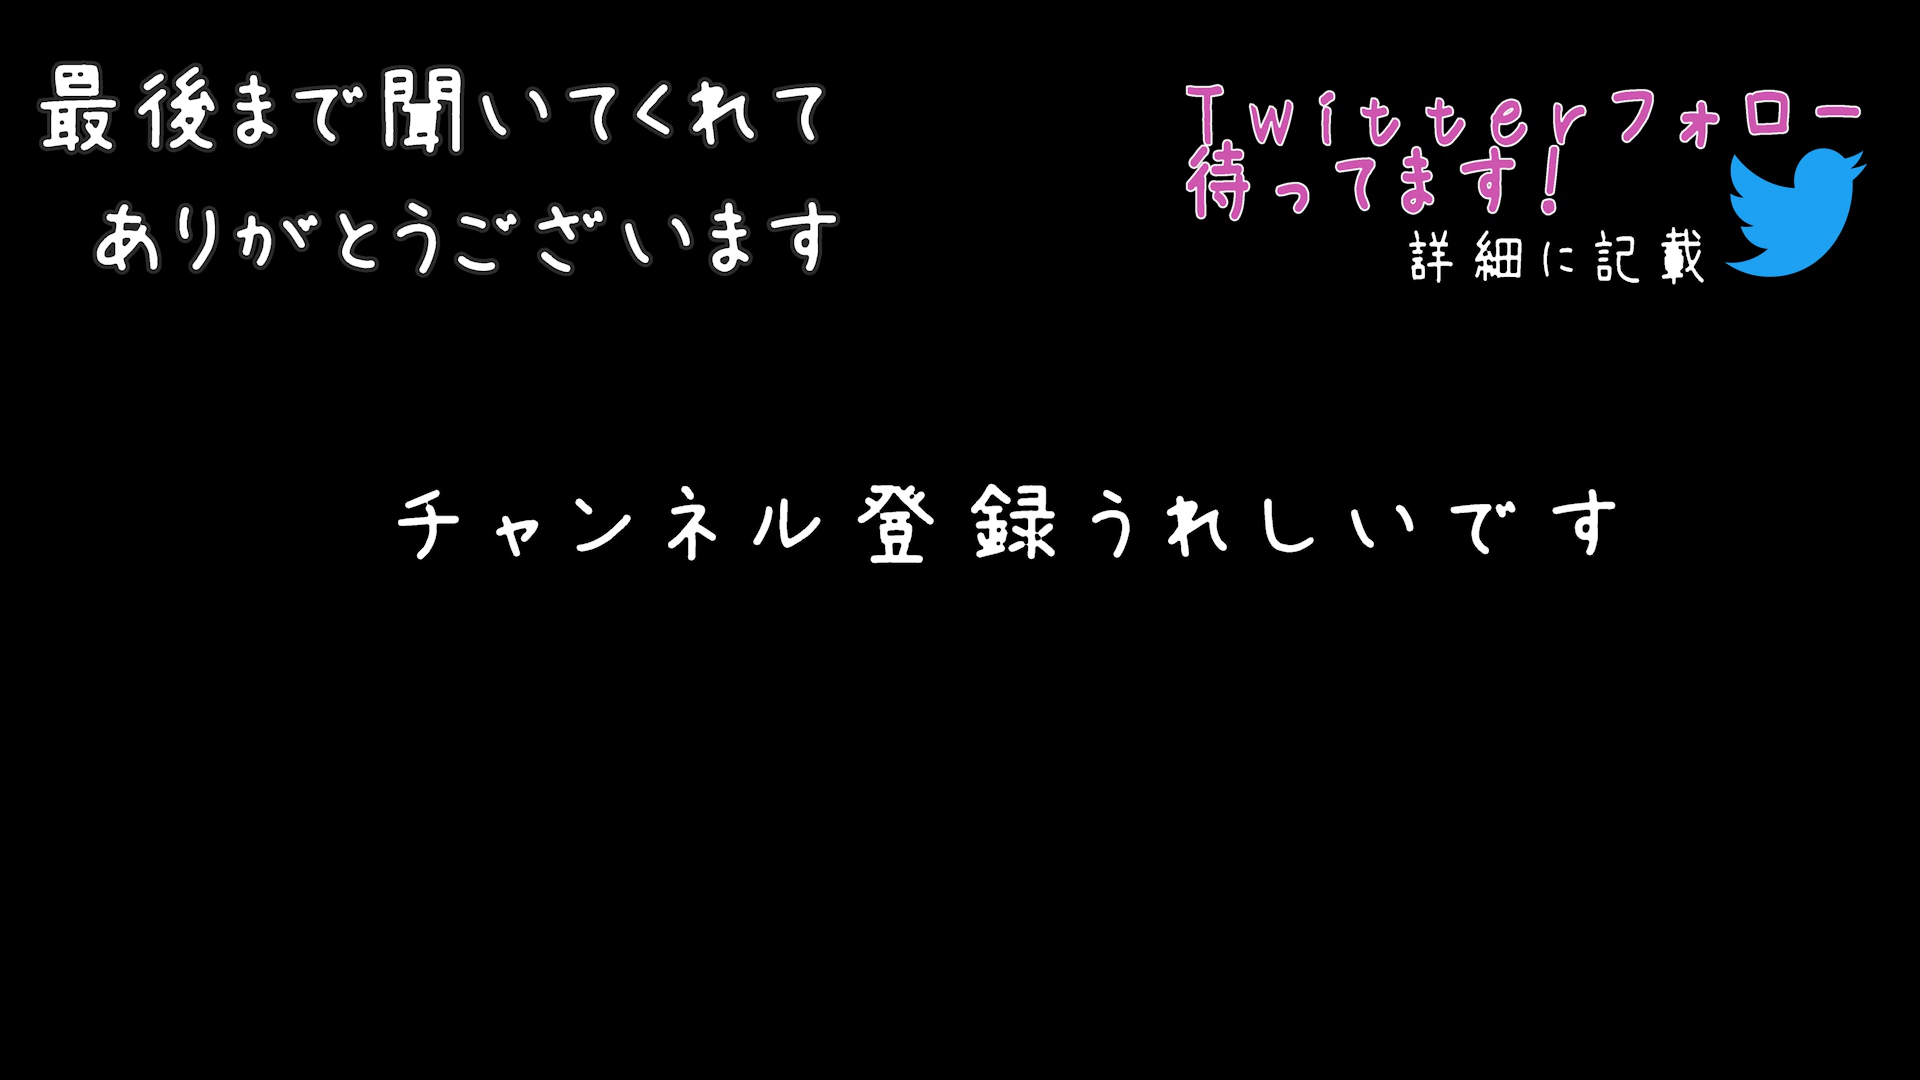 最後まで聞いてくれて
ありがとうございます
Twitterフォロー
待ってます!
詳細に記載
チャンネル登録うれしいです